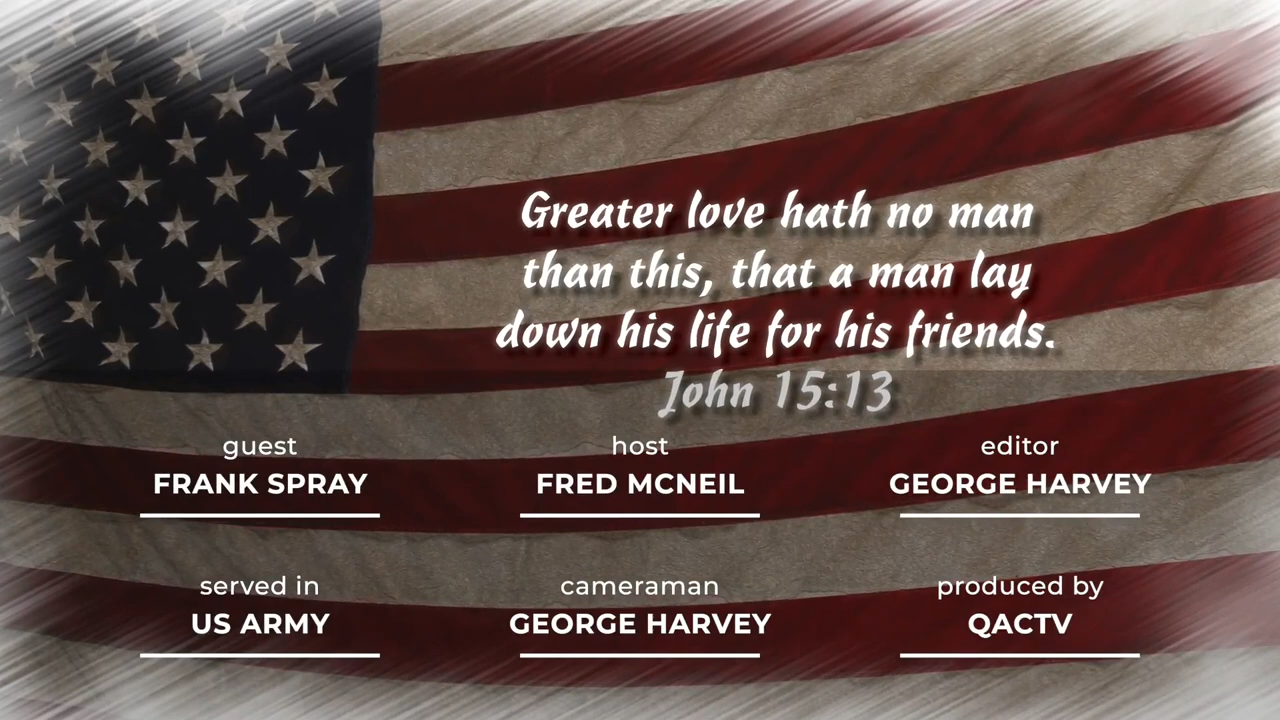 Greater love hath no man
than this, that a man lay
down his life for his friends.
John 15:13
guest
FRANK SPRAY
host
FRED MCNEIL
editor
GEORGE HARVEY
served in
US ARMY
cameraman
GEORGE HARVEY
produced by
QACTV